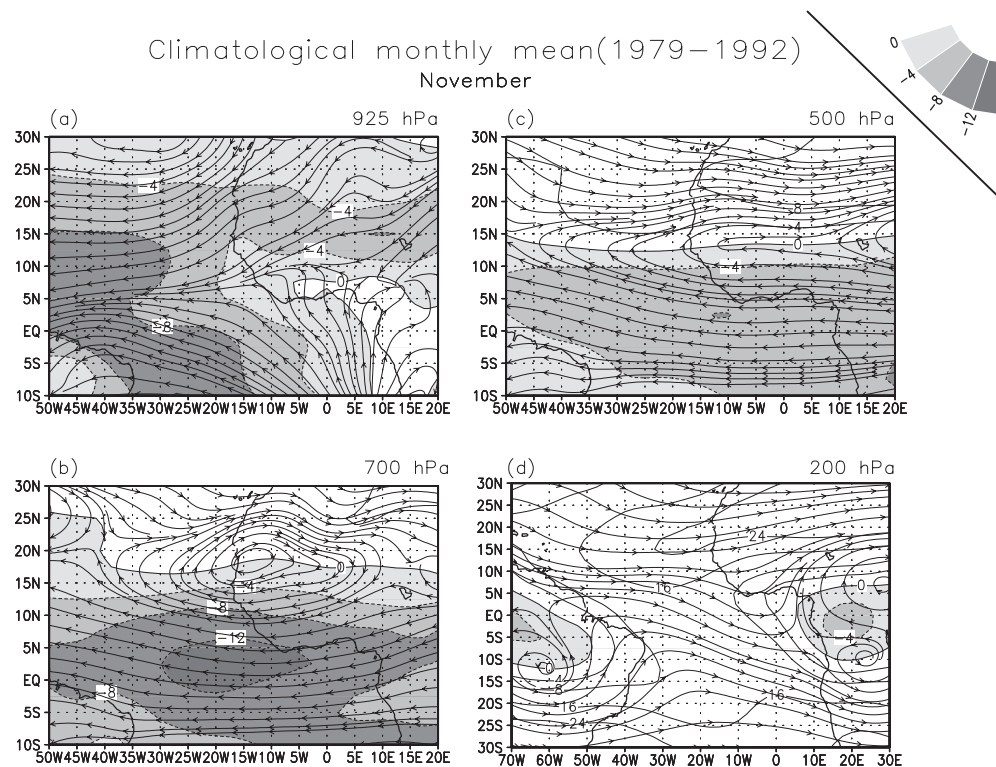 Climatological monthly mean(1979−1992)
November
0
−4
−8
−12
(a) 925 hPa
30N
25N
20N
15N
10N
5N
EQ
5S
10S
−4
−4
−4
0
−8
50W45W40W35W30W25W20W15W10W 5W 0 5E 10E 15E 20E
(c) 500 hPa
30N
25N
20N
15N
10N
5N
EQ
5S
10S
8
4
0
−4
50W45W40W35W30W25W20W15W10W 5W 0 5E 10E 15E 20E
(b) 700 hPa
30N
25N
20N
15N
10N
5N
EQ
5S
10S
0
−4
−8
−12
−8
50W45W40W35W30W25W20W15W10W 5W 0 5E 10E 15E 20E
(d) 200 hPa
30N
25N
20N
15N
10N
5N
EQ
5S
10S
15S
20S
25S
30S
24
16
0
−4
0
4
8
16
16
24
70W 60W 50W 40W 30W 20W 10W 0 10E 20E 30E